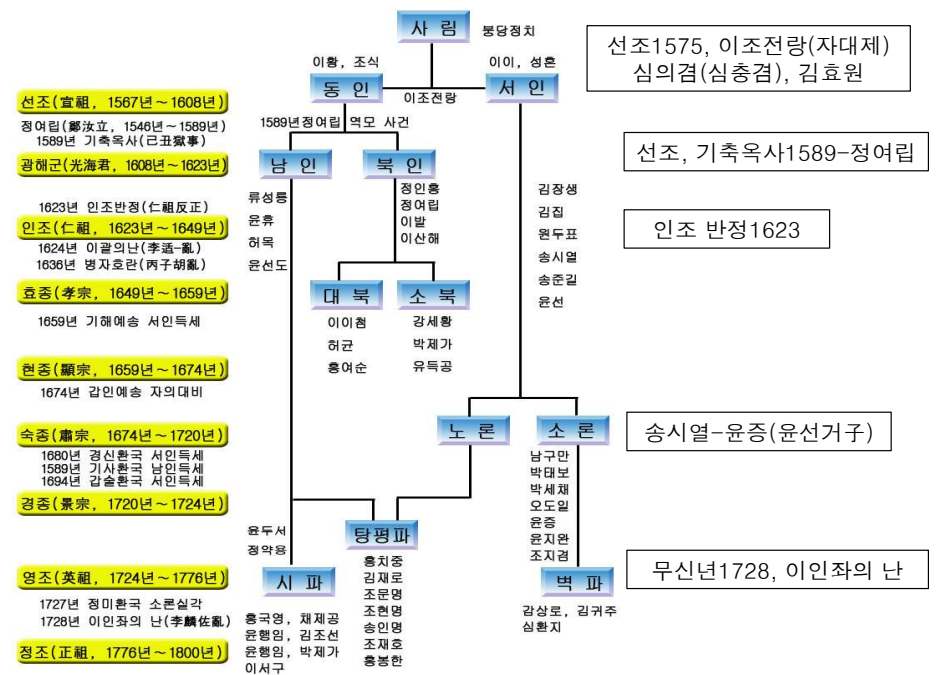 사 림
붕당정치
이황, 조식
이이, 성혼
동 인
이조전랑
서 인
1589년정여립 역모 사건
남 인
북 인
류성룡
윤휴
허목
윤선도
정인홍
정여립
이발
이산해
김장생
김집
원두표
송시열
송준길
윤선
대 북
소 북
이이첨
허균
홍여순
강세황
박제가
유득공
노 론
소 론
남구만
박태보
박세채
오도일
윤증
윤지완
조지겸
윤두서
정약용
탕평파
홍치중
김재로
조문명
조현명
송인명
조재호
홍봉한
시 파
홍국영, 채제공
윤행임, 김조선
윤행임, 박제가
이서구
벽 파
감상로, 김귀주
심환지
선조(宣祖, 1567년～1608년)
정여립(鄭汝立, 1546년～1589년)
1589년 기축옥사(己丑獄事)
광해군(光海君, 1608년～1623년)
1623년 인조반정(仁祖反正)
인조(仁祖, 1623년～1649년)
1624년 이괄의난(李适-亂)
1636년 병자호란(丙子胡亂)
효종(孝宗, 1649년～1659년)
1659년 기해예송 서인득세
현종(顯宗, 1659년～1674년)
1674년 갑인예송 자의대비
숙종(肅宗, 1674년～1720년)
1680년 경신환국 서인득세
1589년 기사환국 남인득세
1694년 갑술환국 서인득세
경종(景宗, 1720년～1724년)
영조(英祖, 1724년～1776년)
1727년 정미환국 소론실각
1728년 이인좌의 난(李麟佐亂)
정조(正祖, 1776년～1800년)
선조1575, 이조전랑(자대제)
심의겸(심충겸), 김효원
선조, 기축옥사1589-정여립
인조 반정1623
송시열-윤증(윤선거子)
무신년1728, 이인좌의 난